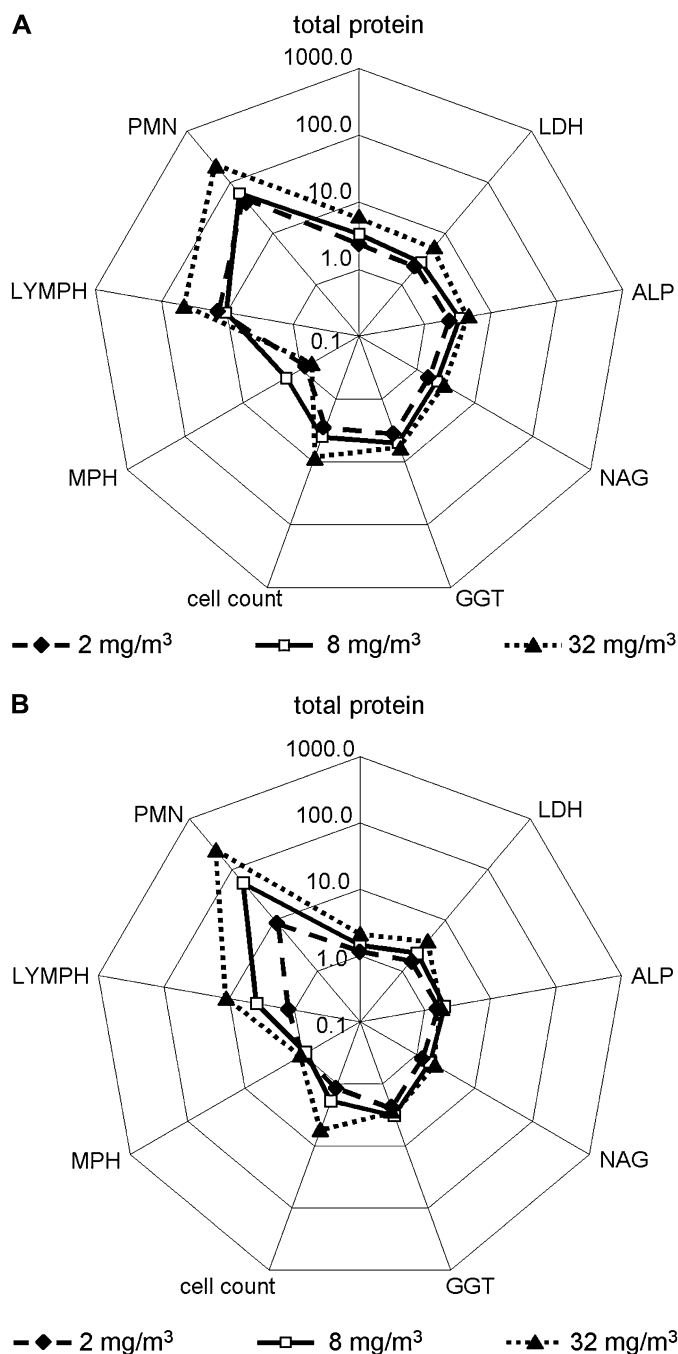 A
total protein
1000.0
PMN
LDH
100.0
10.0
LYMPH
1.0
ALP
0.1
MPH
NAG
cell count
GGT
2 mg/m³ 8 mg/m³ 32 mg/m³
B
total protein
1000.0
PMN
LDH
100.0
10.0
LYMPH
1.0
ALP
0.1
MPH
NAG
cell count
GGT
2 mg/m³ 8 mg/m³ 32 mg/m³